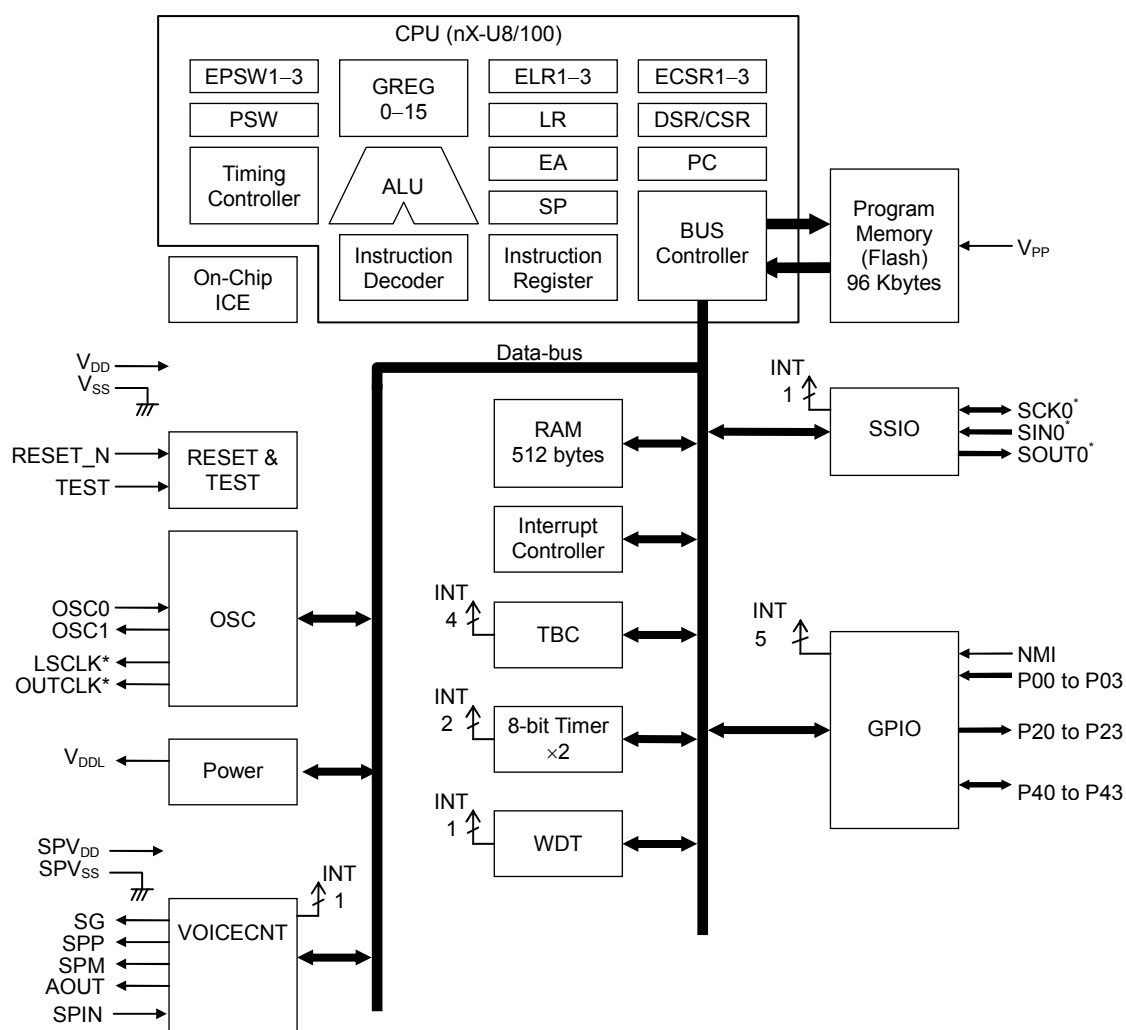 CPU (nX-U8/100)
EPSW1−3
GREG
0−15
ELR1−3
ECSR1−3
PSW
LR
DSR/CSR
Timing
Controller
ALU
EA
PC
SP
BUS
Controller
Program
Memory
(Flash)
96 Kbytes
VPP
Instruction
Decoder
Instruction
Register
On-Chip
ICE
Data-bus
VDD
VSS
RESET_N
TEST
RESET &
TEST
RAM
512 bytes
INT
1
SSIO
SCK0*
SIN0*
SOUT0*
Interrupt
Controller
OSC0
OSC1
LSCLK*
OUTCLK*
OSC
INT
4
TBC
INT
5
GPIO
NMI
P00 to P03
P20 to P23
P40 to P43
INT
2
8-bit Timer
×2
VDDL
Power
INT
1
WDT
SPVDD
SPVSS
INT
1
VOICECNT
SG
SPP
SPM
AOUT
SPIN